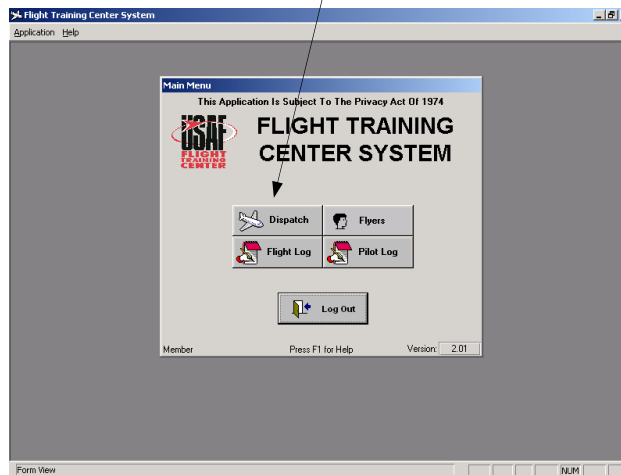 Flight Training Center System
Application Help
Main Menu
This Application Is Subject To The Privacy Act Of 1974
USAF
FLIGHT
TRAINING
CENTER
FLIGHT TRAINING
CENTER SYSTEM
Dispatch Flyers
Flight Log Pilot Log
Log Out
Member Press F1 for Help Version: 2.01
Form View NUM